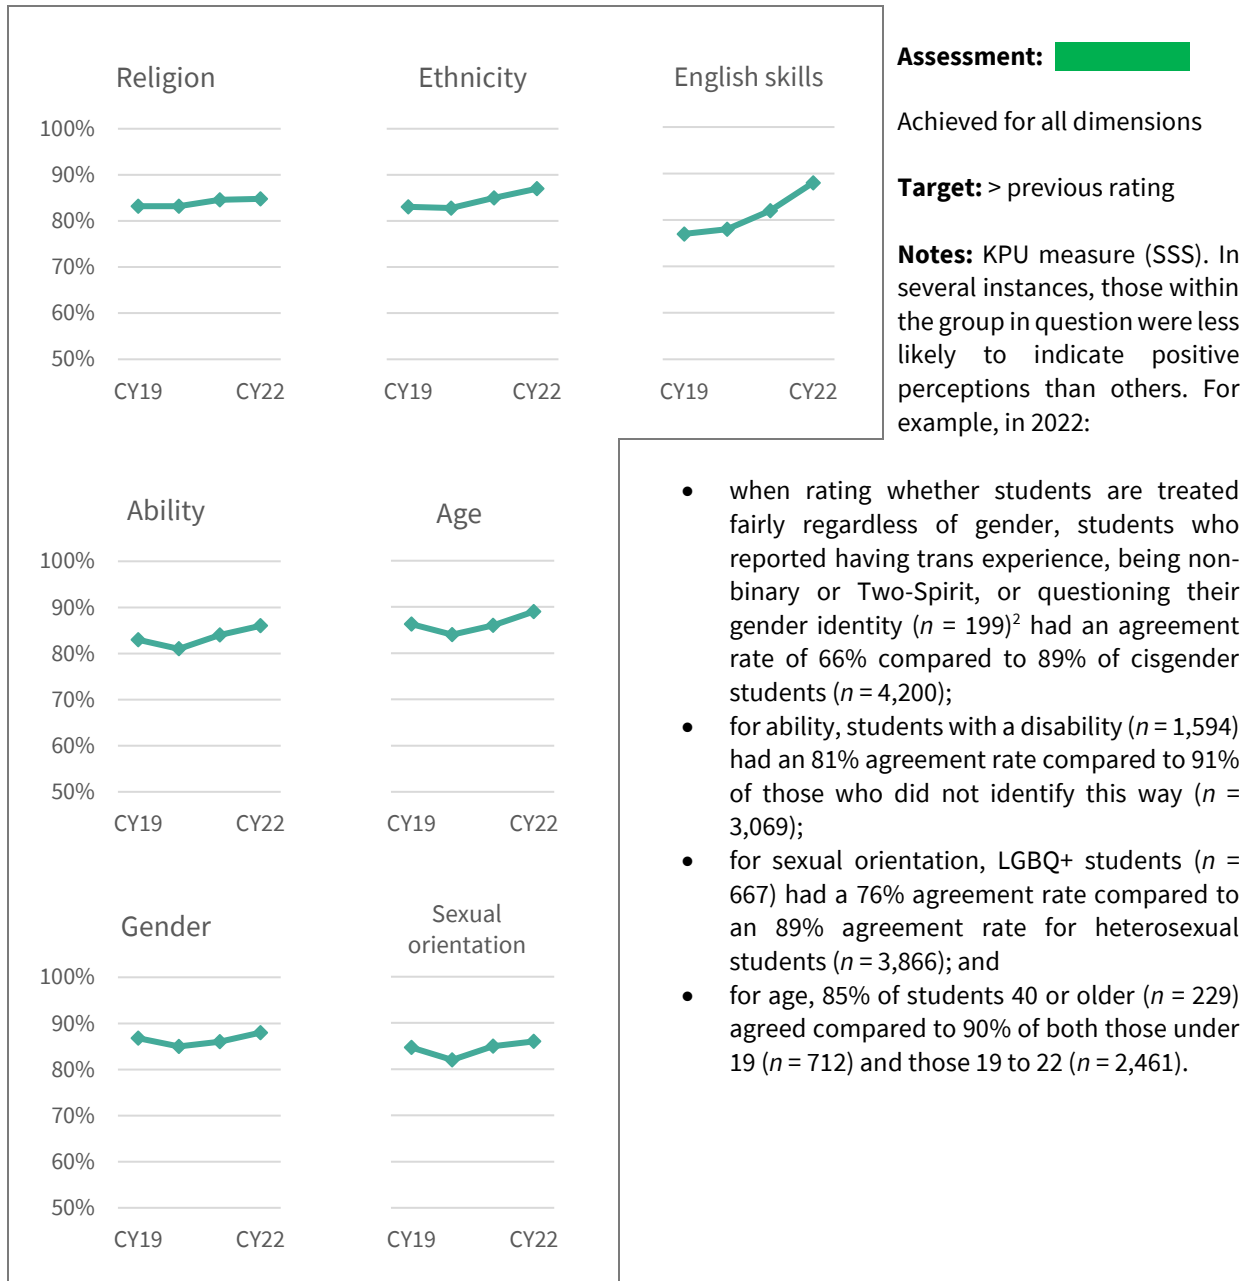 Religion
Ethnicity
English skills
100%
90%
80%
70%
60%
50%
CY19
CY22
CY19
CY22
CY19
CY22
Ability
Age
100%
90%
80%
70%
60%
50%
CY19
CY22
CY19
CY22
Gender
Sexual
orientation
100%
90%
80%
70%
60%
50%
CY19
CY22
CY19
CY22
Assessment:
Achieved for all dimensions
Target: > previous rating
Notes: KPU measure (SSS). In
several instances, those within
the group in question were less
likely to indicate positive
perceptions than others. For
example, in 2022:
• when rating whether students are treated
fairly regardless of gender, students who
reported having trans experience, being non-
binary or Two-Spirit, or questioning their
gender identity (n = 199)² had an agreement
rate of 66% compared to 89% of cisgender
students (n = 4,200);
• for ability, students with a disability (n = 1,594)
had an 81% agreement rate compared to 91%
of those who did not identify this way (n =
3,069);
• for sexual orientation, LGBQ+ students (n =
667) had a 76% agreement rate compared to
an 89% agreement rate for heterosexual
students (n = 3,866); and
• for age, 85% of students 40 or older (n = 229)
agreed compared to 90% of both those under
19 (n = 712) and those 19 to 22 (n = 2,461).